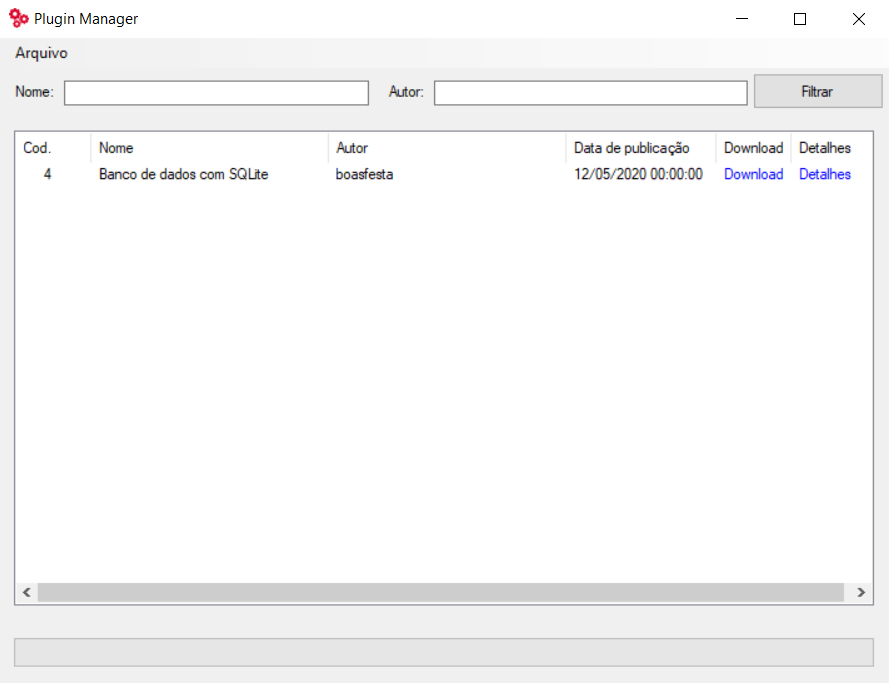 Plugin Manager
Arquivo
Nome: Autor: Filtrar
Cod. Nome Autor Data de publicação Download Detalhes
4 Banco de dados com SQLite boasfesta 12/05/2020 00:00:00 Download Detalhes